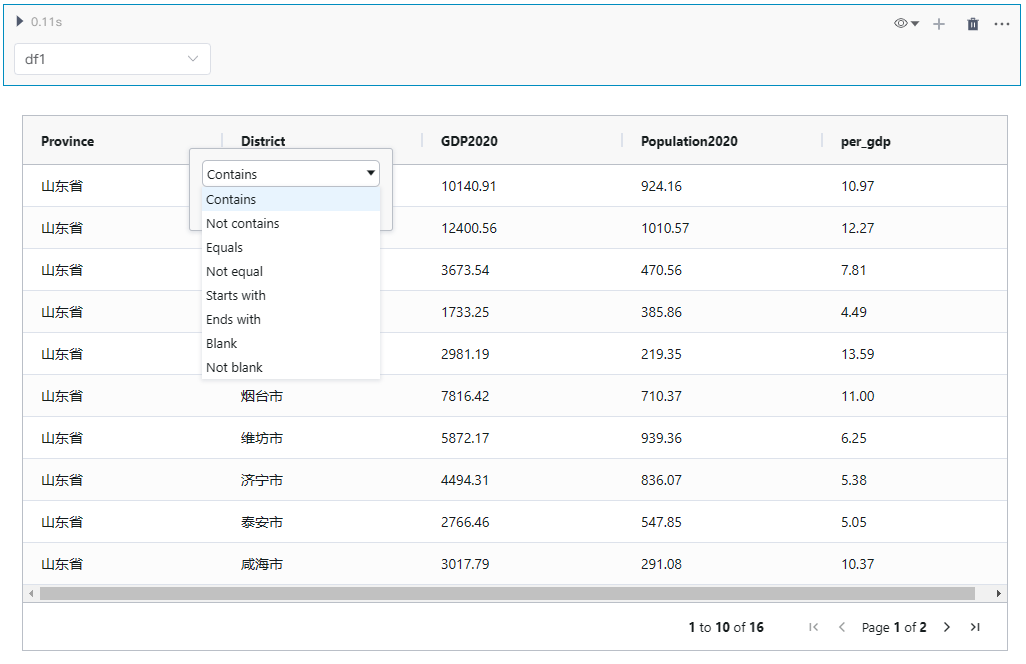 0.11s
df1
Province District GDP2020 Population2020 per_gdp
Contains
Contains
Not contains
Equals
Not equal
Starts with
Ends with
Blank
Not blank
山东省 10140.91 924.16 10.97
山东省 12400.56 1010.57 12.27
山东省 3673.54 470.56 7.81
山东省 1733.25 385.86 4.49
山东省 2981.19 219.35 13.59
山东省 烟台市 7816.42 710.37 11.00
山东省 维坊市 5872.17 939.36 6.25
山东省 济宁市 4494.31 836.07 5.38
山东省 泰安市 2766.46 547.85 5.05
山东省 咸海市 3017.79 291.08 10.37
1 to 10 of 16 Page 1 of 2